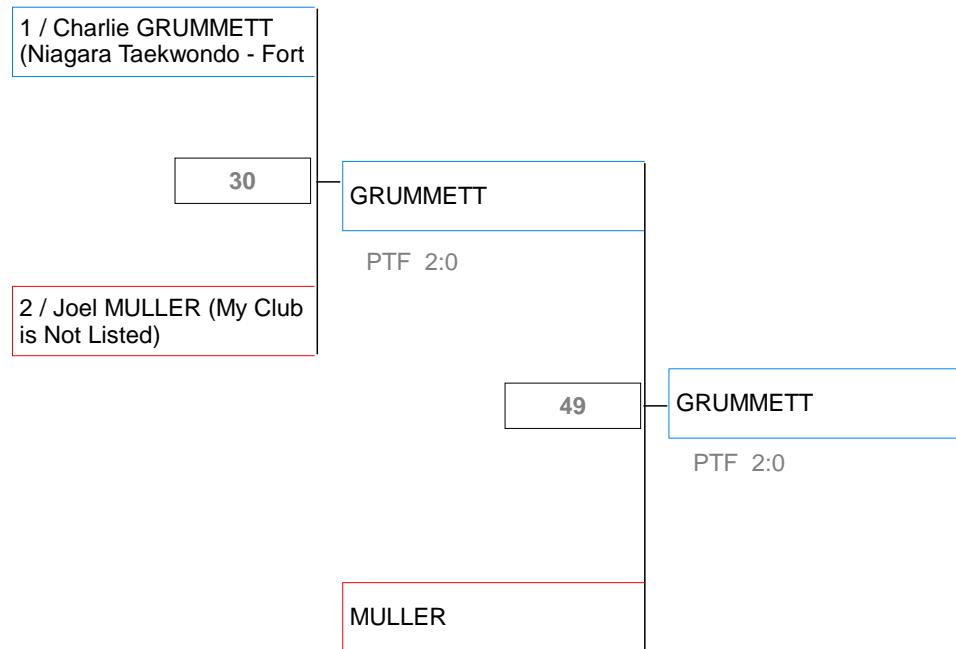 1 / Charlie GRUMMETT
(Niagara Taekwondo - Fort
30
GRUMMETT
PTF 2:0
2 / Joel MULLER (My Club
is Not Listed)
49
GRUMMETT
PTF 2:0
MULLER